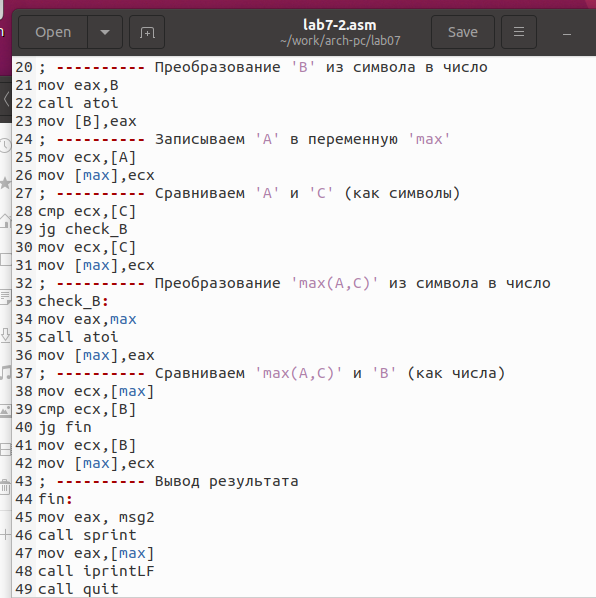 Open
lab7-2.asm
~/work/arch-pc/lab07
Save
20 ; ---------- Преобразование 'B' из символа в число
21 mov eax,B
22 call atoi
23 mov [B],eax
24 ; ---------- Записываем 'A' в переменную 'max'
25 mov ecx,[A]
26 mov [max],ecx
27 ; ---------- Сравниваем 'A' и 'C' (как символы)
28 cmp ecx,[C]
29 jg check_B
30 mov ecx,[C]
31 mov [max],ecx
32 ; ---------- Преобразование 'max(A,C)' из символа в число
33 check_B:
34 mov eax,max
35 call atoi
36 mov [max],eax
37 ; ---------- Сравниваем 'max(A,C)' и 'B' (как числа)
38 mov ecx,[max]
39 cmp ecx,[B]
40 jg fin
41 mov ecx,[B]
42 mov [max],ecx
43 ; ---------- Вывод результата
44 fin:
45 mov eax, msg2
46 call sprint
47 mov eax,[max]
48 call iprintLF
49 call quit